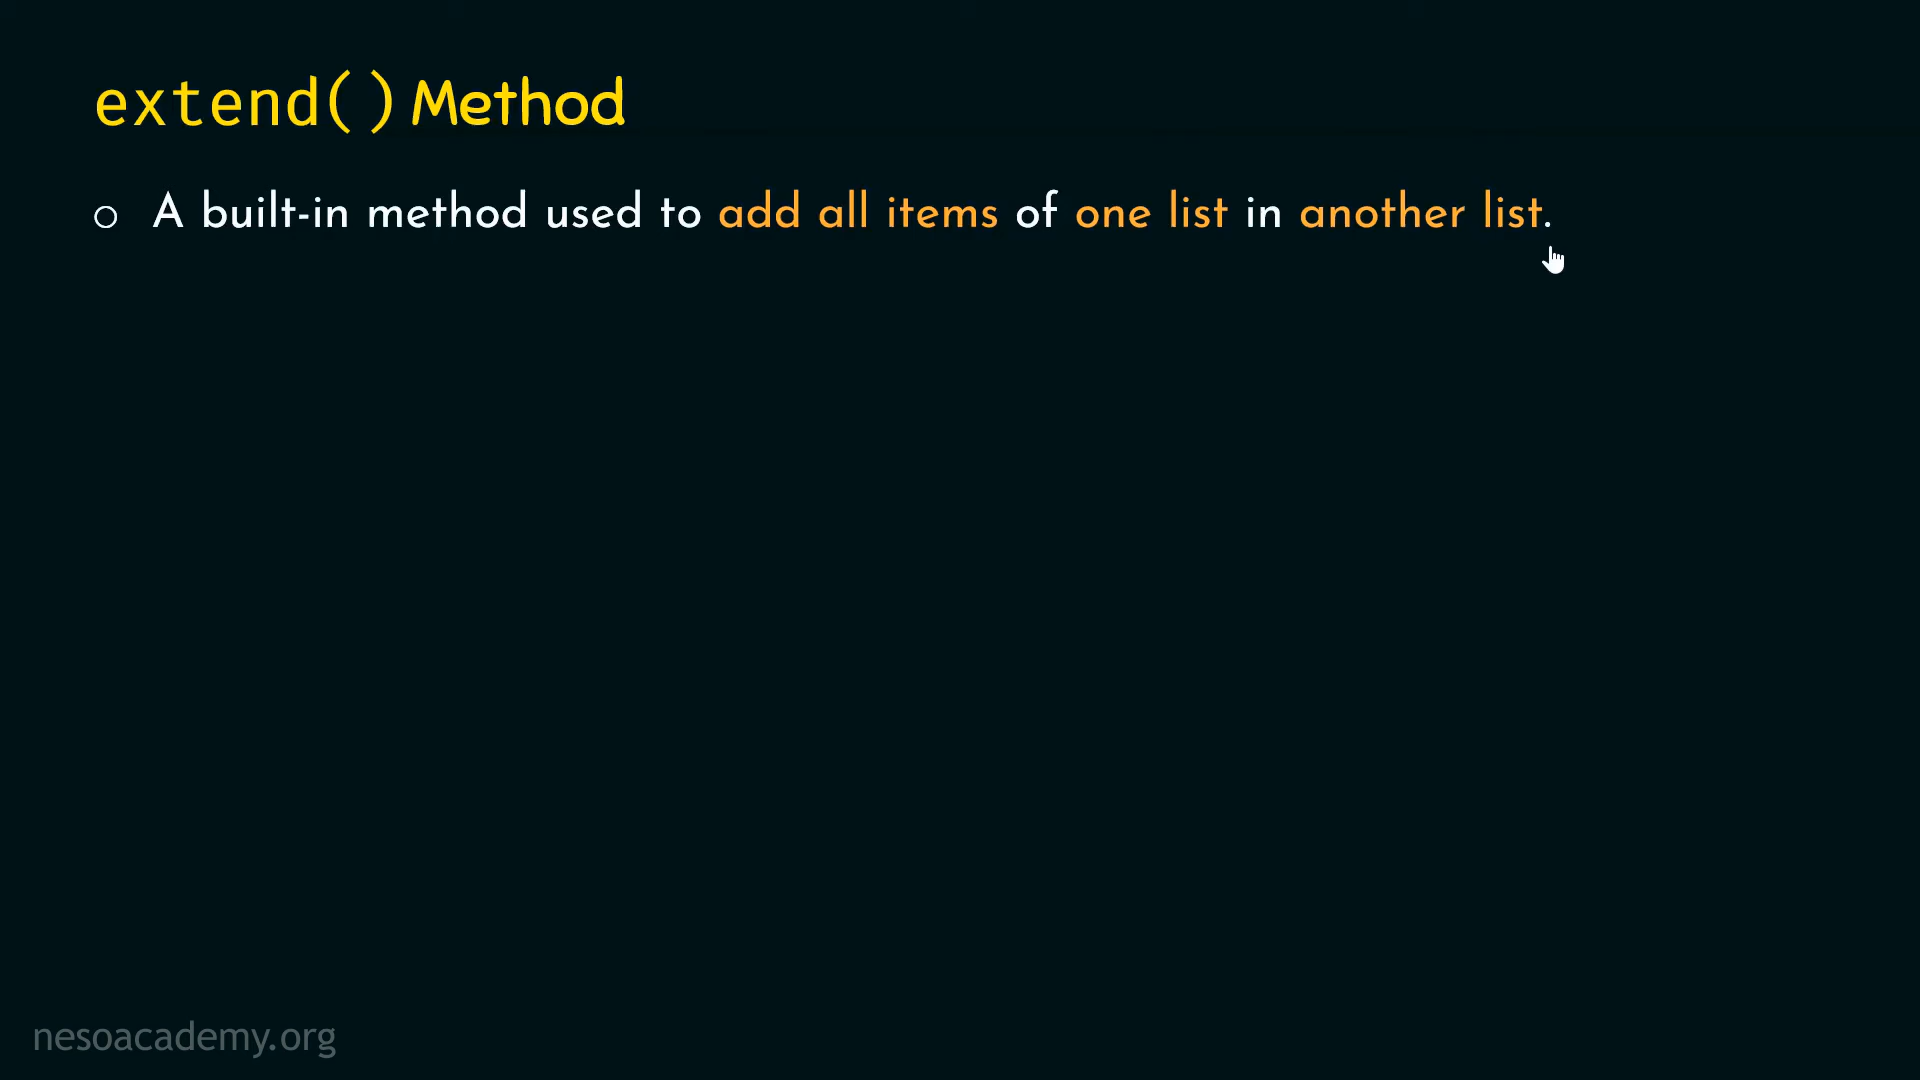 extend() Method
○ A built-in method used to add all items of one list in another list.
nesoacademy.org